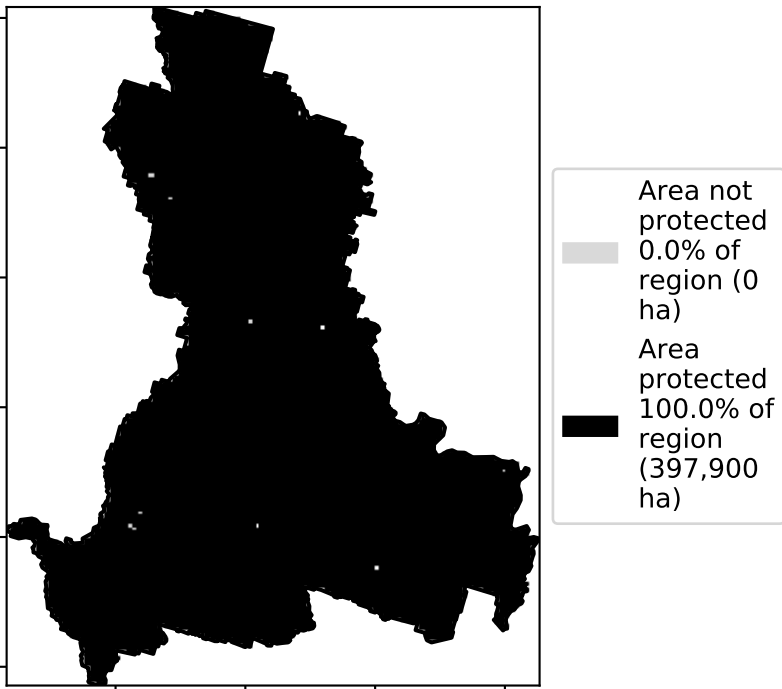 Area not
protected
0.0% of
region (0
ha)
Area
protected
100.0% of
region
(397,900
ha)